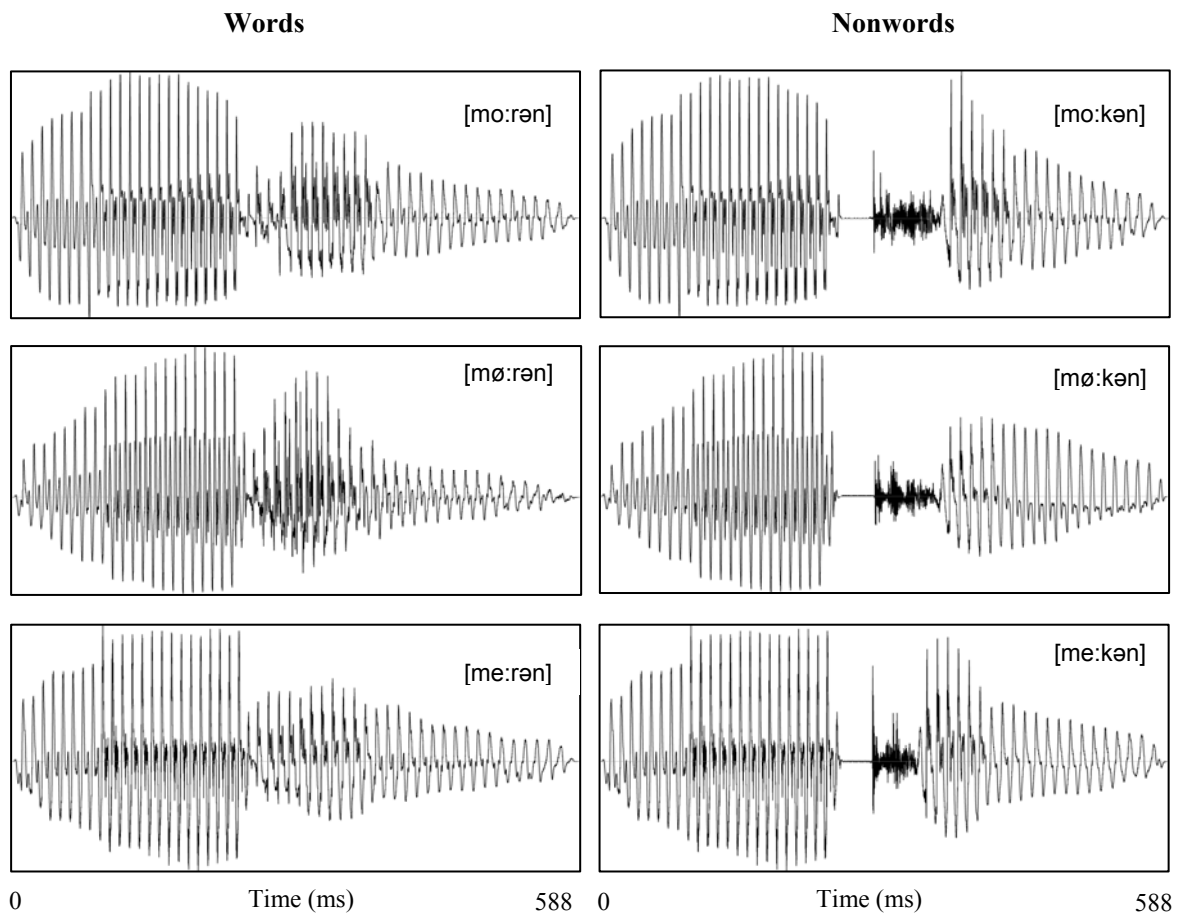 Words Nonwords
[mo:rən] [mo:kən]
[mø:rən] [mø:kən]
[me:rən] [me:kən]
0 Time (ms) 588 0 Time (ms) 588